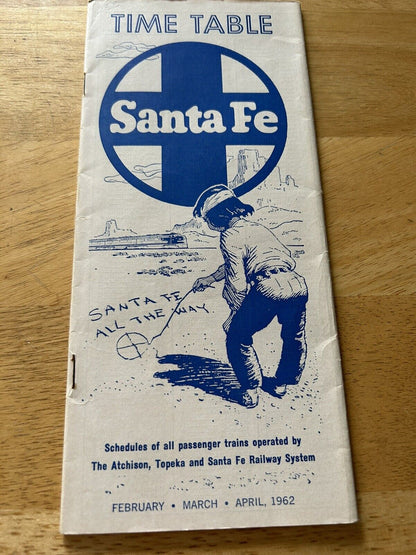 TIME TABLE
Santa Fe
SANTA FE
ALL THE WAY
Schedules of all passenger trains operated by
The Atchison, Topeka and Santa Fe Railway System
FEBRUARY • MARCH • APRIL, 1962